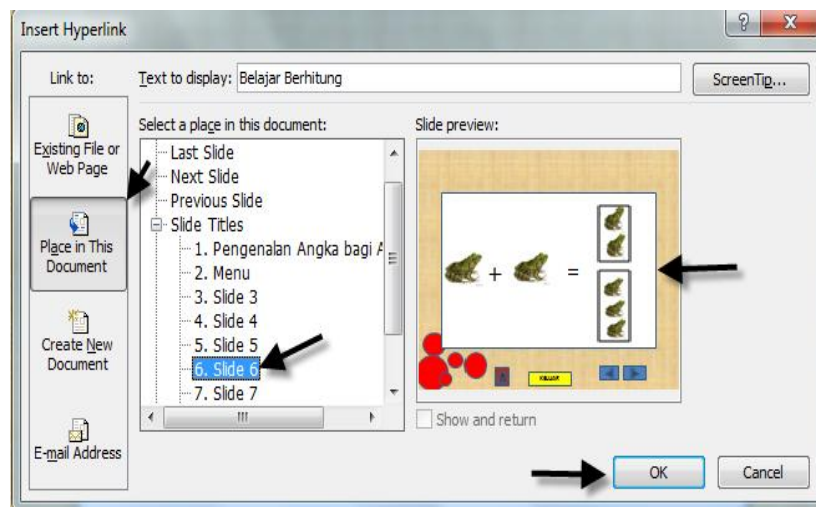 Insert Hyperlink
Link to:
Text to display: Belajar Berhitung
ScreenTip...
Existing File or
Web Page
Place in This
Document
Create New
Document
E-mail Address
Select a place in this document:
Last Slide
Next Slide
Previous Slide
Slide Titles
1. Pengenalan Angka bagi A
2. Menu
3. Slide 3
4. Slide 4
5. Slide 5
6. Slide 6
7. Slide 7
Slide preview:
+ =
KELUAR
Show and return
OK
Cancel